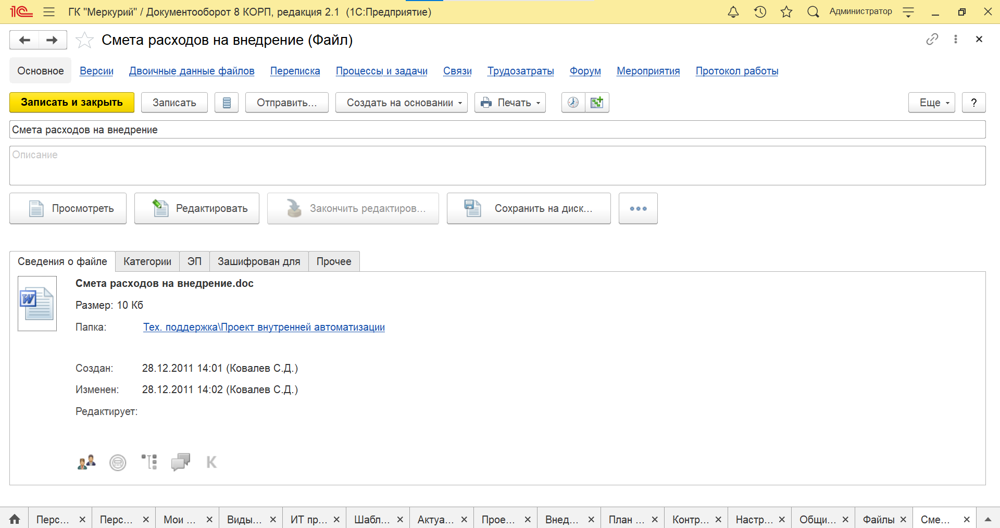 1С ГК "Меркурий" / Документооборот 8 КОРП, редакция 2.1 (1С:Предприятие) Администратор
Смета расходов на внедрение (Файл)
Основное Версии Двоичные данные файлов Переписка Процессы и задачи Связи Трудозатраты Форум Мероприятия Протокол работы
Записать и закрыть Записать Отправить... Создать на основании Печать Еще ?
Смета расходов на внедрение
Описание
Просмотреть Редактировать Закончить редактиров... Сохранить на диск...
Сведения о файле Категории ЭП Зашифрован для Прочее
Смета расходов на внедрение.doc
Размер: 10 Кб
Папка: Тех. поддержка\Проект внутренней автоматизации
Создан: 28.12.2011 14:01 (Ковалев С.Д.)
Изменен: 28.12.2011 14:02 (Ковалев С.Д.)
Редактирует:
К
Перс... Перс... Мои ... Виды... ИТ пр... Шабл... Актуа... Прое... Внед... План ... Контр... Настр... Общи... Файлы Сме...